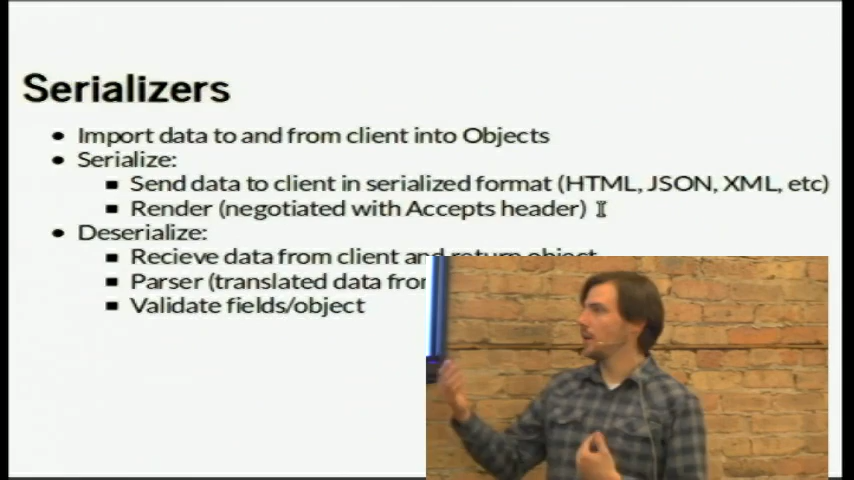 Serializers
• Import data to and from client into Objects
• Serialize:
▪ Send data to client in serialized format (HTML, JSON, XML, etc)
▪ Render (negotiated with Accepts header)
• Deserialize:
▪ Recieve data from client and return object
▪ Parser (translated data from
▪ Validate fields/object